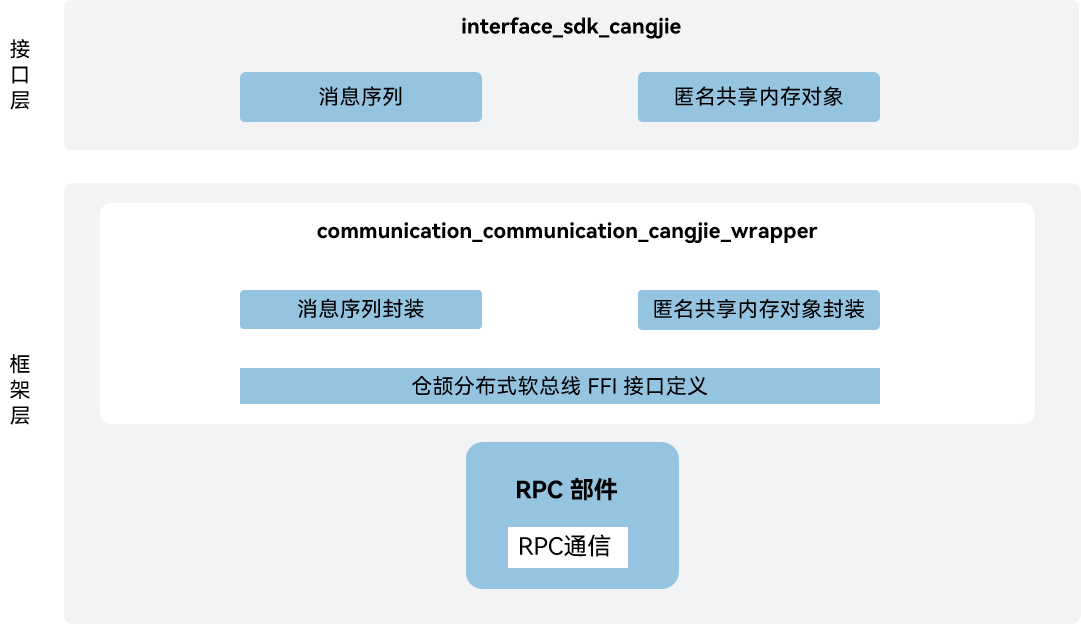 接口层
interface_sdk_cangjie
消息序列
匿名共享内存对象
框架层
communication_communication_cangjie_wrapper
消息序列封装
匿名共享内存对象封装
仓颉分布式软总线 FFI 接口定义
RPC 部件
RPC通信